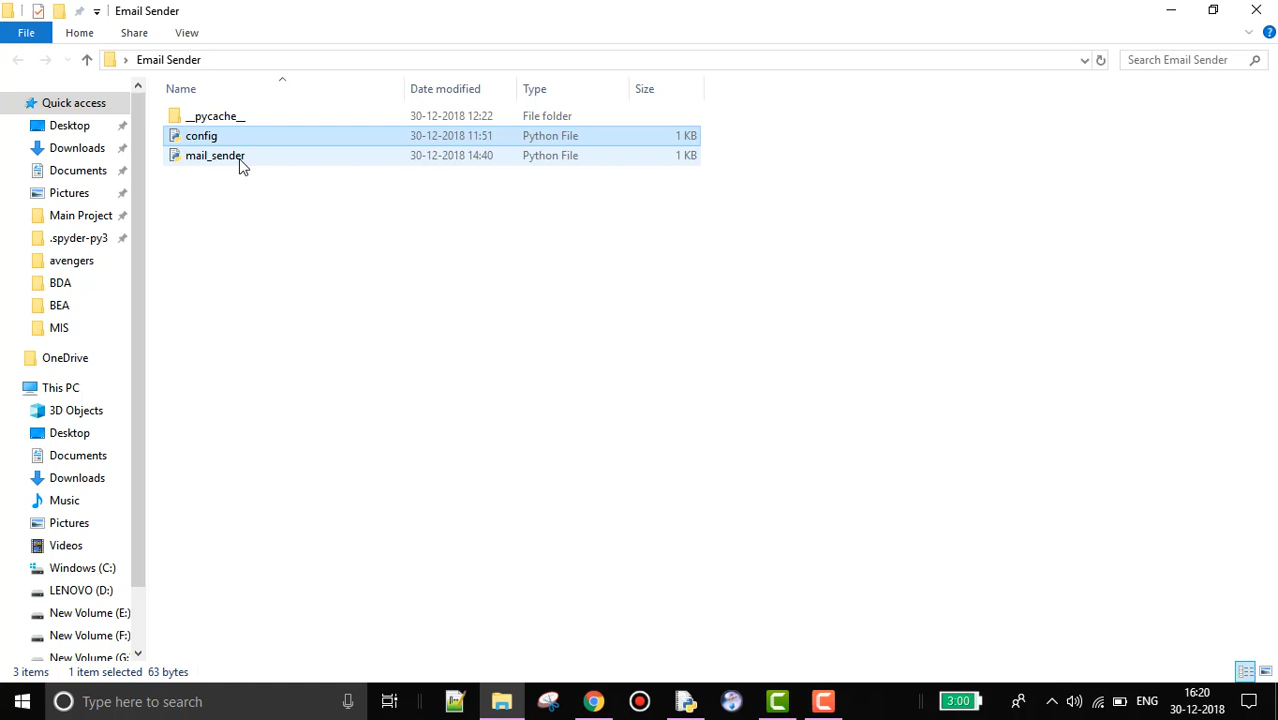 Email Sender
File
Home
Share
View
Email Sender
Search Email Sender
Name
Date modified
Type
Size
__pycache__
30-12-2018 12:22
File folder
config
30-12-2018 11:51
Python File
1 KB
mail_sender
30-12-2018 14:40
Python File
1 KB
Quick access
Desktop
Downloads
Documents
Pictures
Main Project
.spyder-py3
avengers
BDA
BEA
MIS
OneDrive
This PC
3D Objects
Desktop
Documents
Downloads
Music
Pictures
Videos
Windows (C:)
LENOVO (D:)
New Volume (E:)
New Volume (F:)
New Volume (G:
3 items
1 item selected
63 bytes
Type here to search
3:00
ENG
16:20
30-12-2018